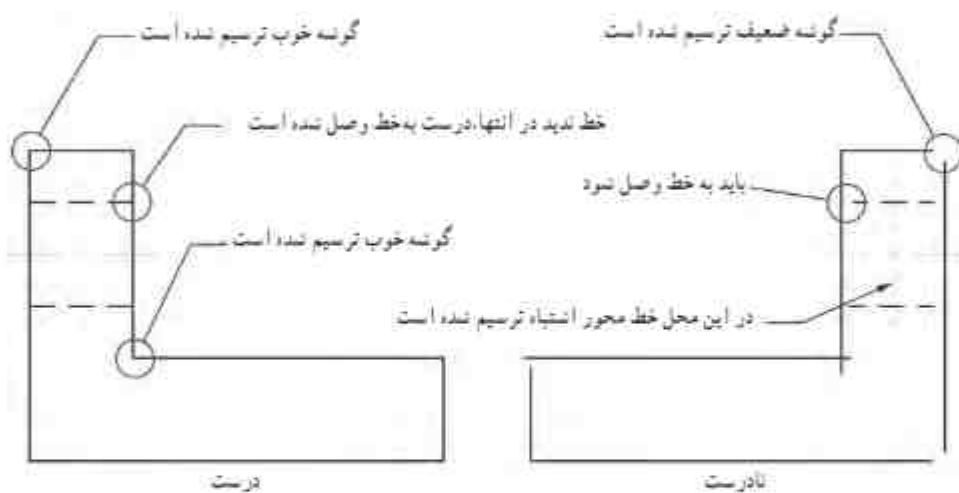 گوشه ضعیف ترسیم شده است
گوشه خوب ترسیم شده است
خط ندید در انتها، درست به خط وصل شده است
باید به خط وصل شود
گوشه خوب ترسیم شده است
در این محل خط محور اشتباه ترسیم شده است
نادرست
درست